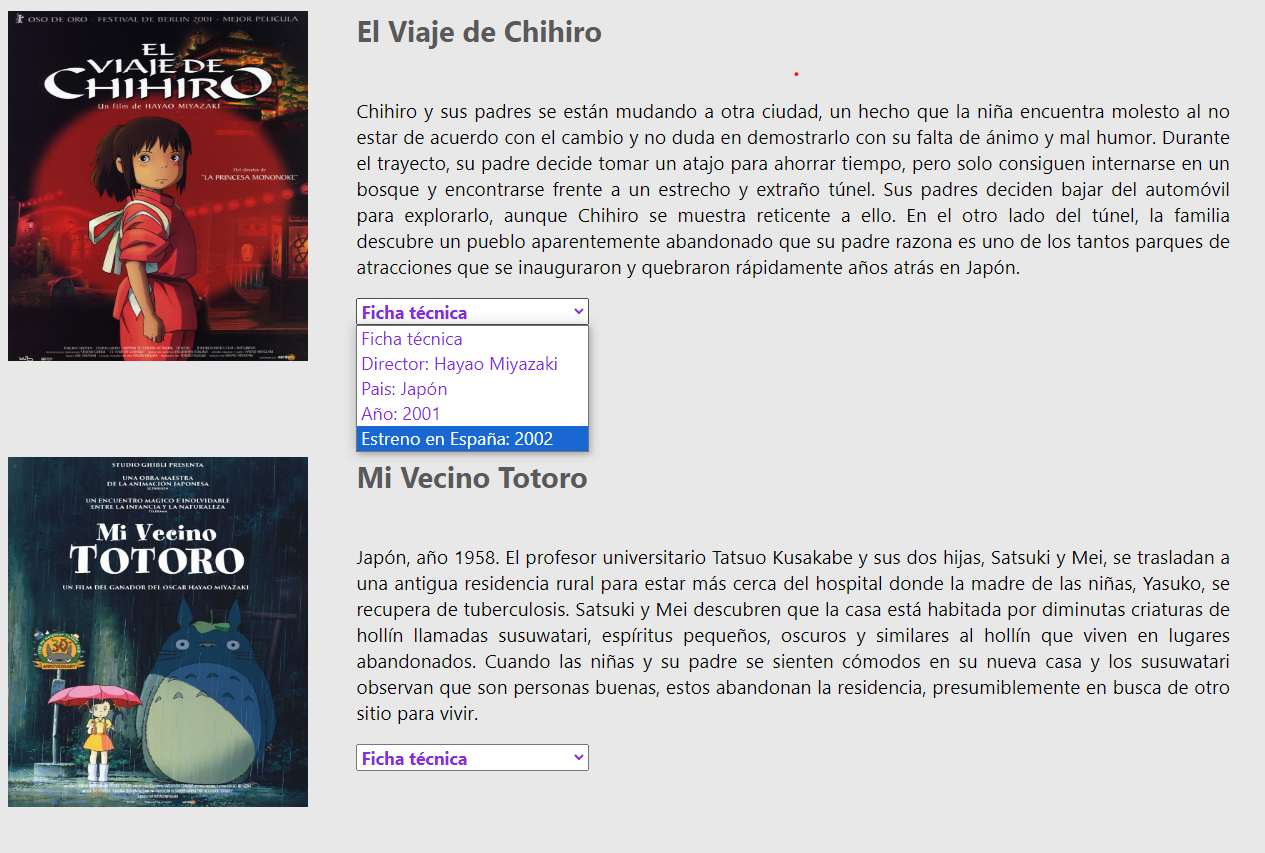 OSO DE ORO - FESTIVAL DE BERLIN 2001 - MEJOR PELICULA
EL
VIAJE DE
CHIHIRO
Un film de HAYAO MIYAZAKI
Del director de
"LA PRINCESA MONONOKE"
El Viaje de Chihiro
Chihiro y sus padres se están mudando a otra ciudad, un hecho que la niña encuentra molesto al no
estar de acuerdo con el cambio y no duda en demostrarlo con su falta de ánimo y mal humor. Durante
el trayecto, su padre decide tomar un atajo para ahorrar tiempo, pero solo consiguen internarse en un
bosque y encontrarse frente a un estrecho y extraño túnel. Sus padres deciden bajar del automóvil
para explorarlo, aunque Chihiro se muestra reticente a ello. En el otro lado del túnel, la familia
descubre un pueblo aparentemente abandonado que su padre razona es uno de los tantos parques de
atracciones que se inauguraron y quebraron rápidamente años atrás en Japón.
Ficha técnica
Ficha técnica
Director: Hayao Miyazaki
Pais: Japón
Año: 2001
Estreno en España: 2002
STUDIO GHIBLI PRESENTA
UNA OBRA MAESTRA
DE LA ANIMACIÓN JAPONESA
UN ENCUENTRO MÁGICO E INOLVIDABLE
ENTRE LA INFANCIA Y LA NATURALEZA
Mi Vecino
TOTORO
UN FILM DEL GANADOR DEL OSCAR HAYAO MIYAZAKI
30
ANNIVERSARY
Mi Vecino Totoro
Japón, año 1958. El profesor universitario Tatsuo Kusakabe y sus dos hijas, Satsuki y Mei, se trasladan a
una antigua residencia rural para estar más cerca del hospital donde la madre de las niñas, Yasuko, se
recupera de tuberculosis. Satsuki y Mei descubren que la casa está habitada por diminutas criaturas de
hollín llamadas susuwatari, espíritus pequeños, oscuros y similares al hollín que viven en lugares
abandonados. Cuando las niñas y su padre se sienten cómodos en su nueva casa y los susuwatari
observan que son personas buenas, estos abandonan la residencia, presumiblemente en busca de otro
sitio para vivir.
Ficha técnica